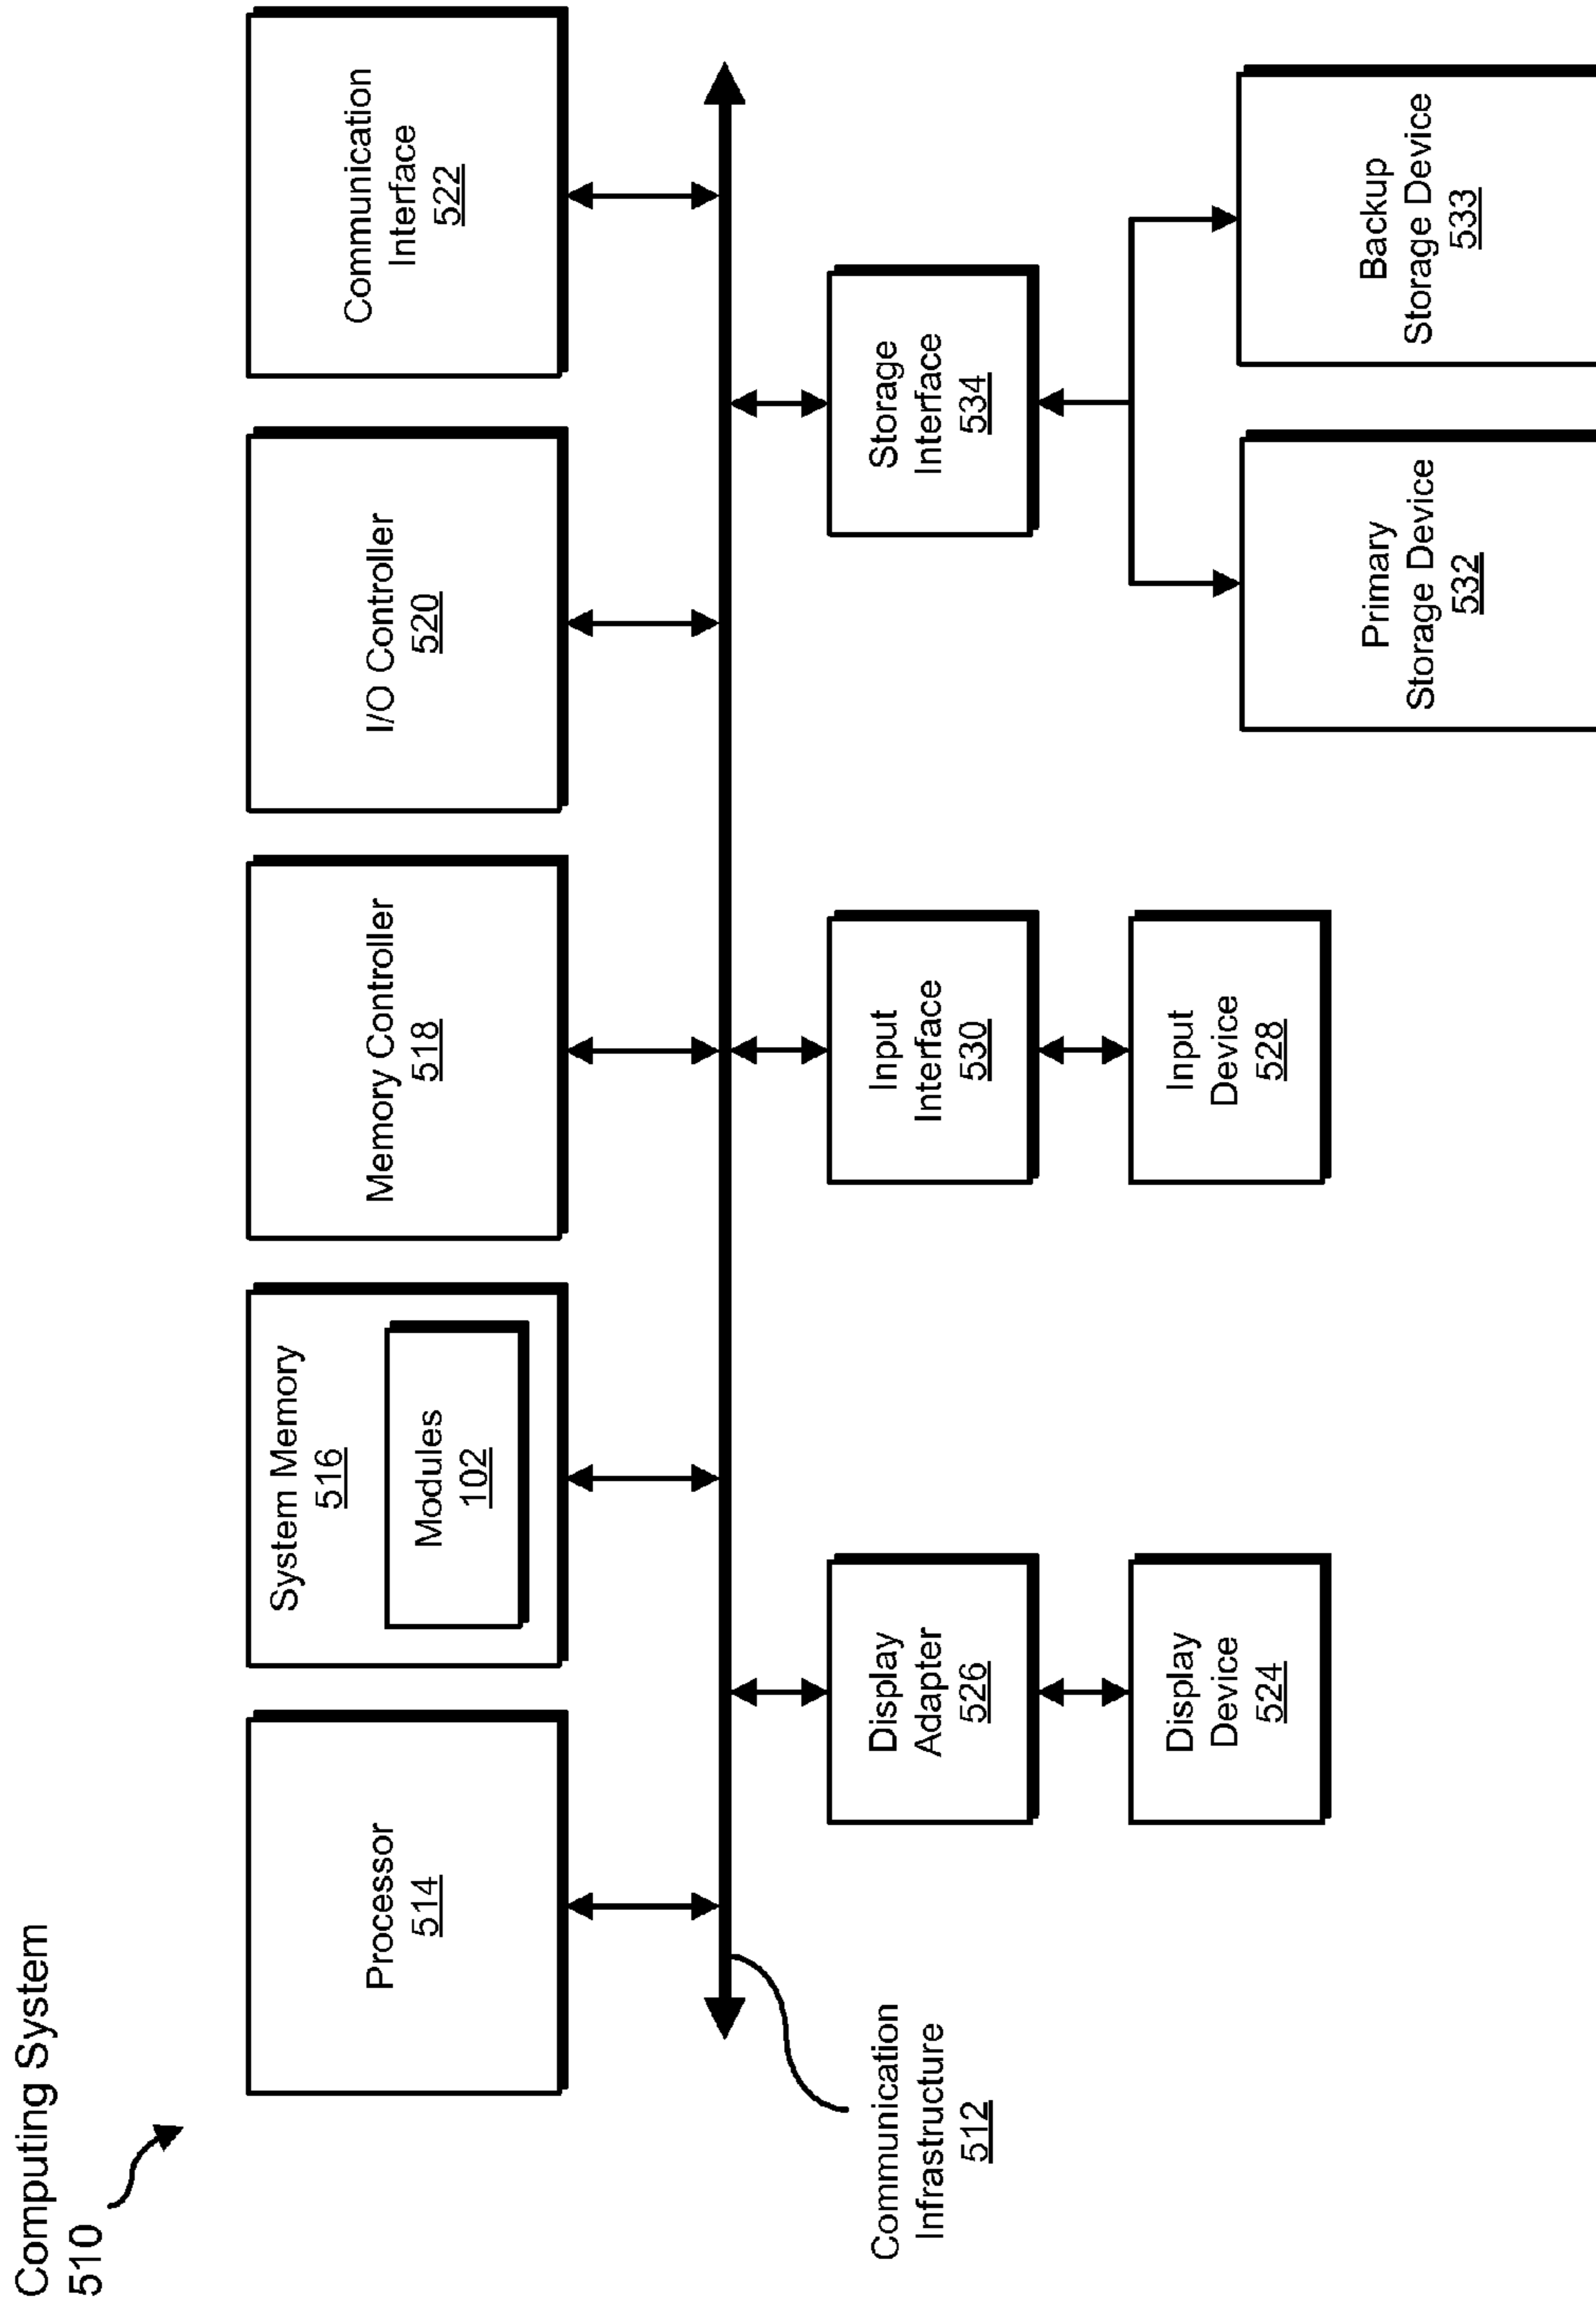 Computing System
510
Processor
514
System Memory
516
Modules
102
Memory Controller
518
I/O Controller
520
Communication
Interface
522
Communication
Infrastructure
512
Display
Adapter
526
Input
Interface
530
Storage
Interface
534
Display
Device
524
Input
Device
528
Primary
Storage Device
532
Backup
Storage Device
533